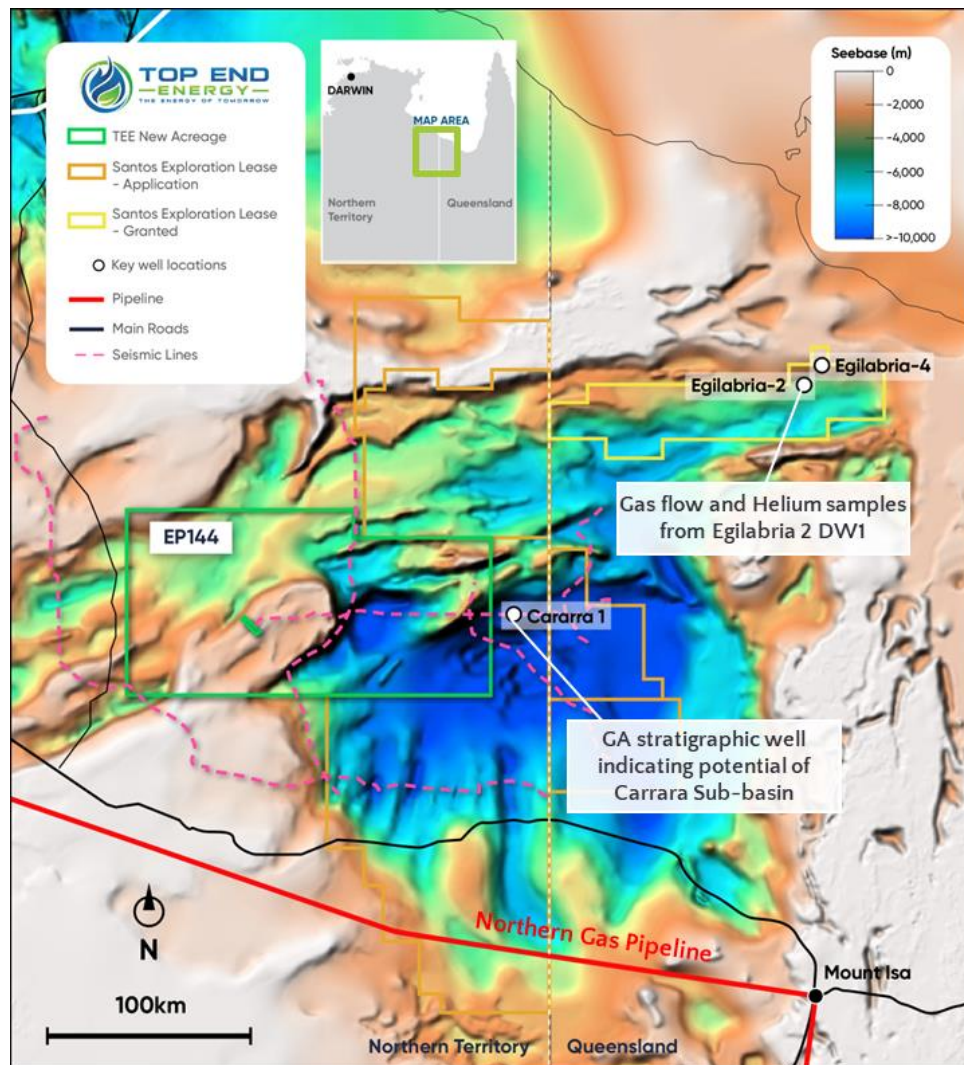 TOP END
ENERGY
THE ENERGY OF TOMORROW
TEE New Acreage
Santos Exploration Lease
- Application
Santos Exploration Lease
- Granted
Key well locations
Pipeline
Main Roads
Seismic Lines
DARWIN
MAP AREA
Northern
Territory
Queensland
Seebase (m)
0
-2,000
-4,000
-6,000
-8,000
>-10,000
Egilabria-4
Egilabria-2
Gas flow and Helium samples
from Egilabria 2 DW1
EP144
Cararra 1
GA stratigraphic well
indicating potential of
Carrara Sub-basin
N
100km
Northern Gas Pipeline
Mount Isa
Northern Territory
Queensland